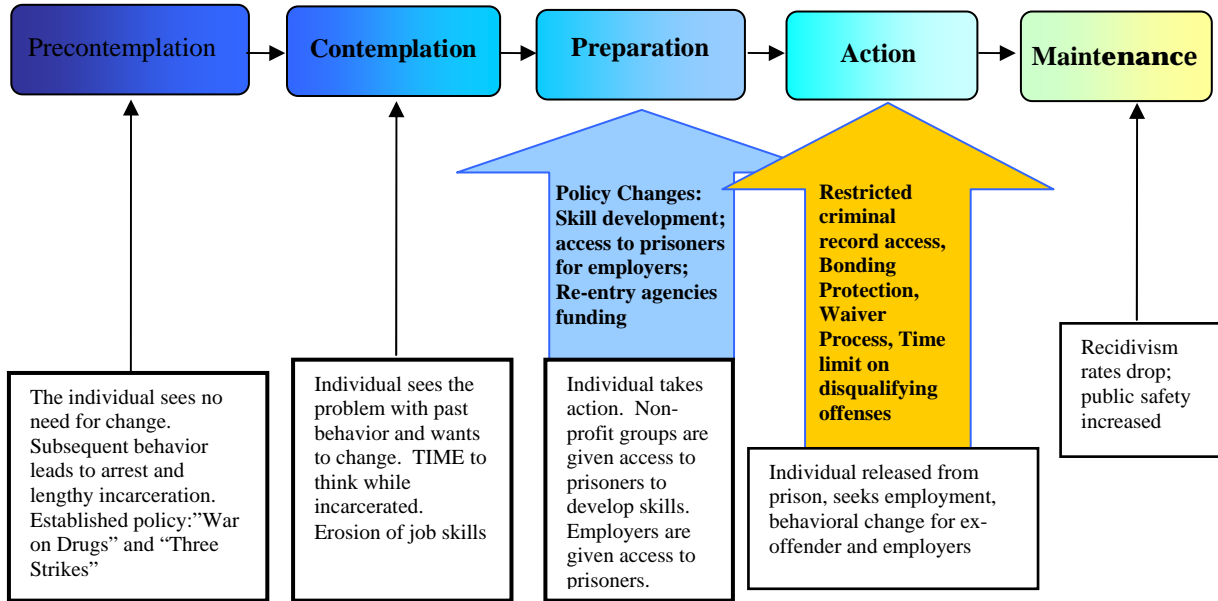 Precontemplation
Contemplation
Preparation
Action
Maintenance
Policy Changes:
Skill development;
access to prisoners
for employers;
Re-entry agencies
funding
Restricted
criminal
record access,
Bonding
Protection,
Waiver
Process, Time
limit on
disqualifying
offenses
The individual sees no
need for change.
Subsequent behavior
leads to arrest and
lengthy incarceration.
Established policy:”War
on Drugs” and “Three
Strikes”
Individual sees the
problem with past
behavior and wants
to change.  TIME to
think while
incarcerated.
Erosion of job skills
Individual takes
action.  Non-
profit groups are
given access to
prisoners to
develop skills.
Employers are
given access to
prisoners.
Individual released from
prison, seeks employment,
behavioral change for ex-
offender and employers
Recidivism
rates drop;
public safety
increased